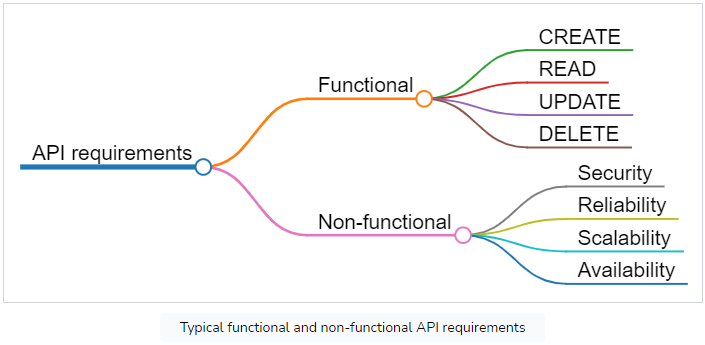 API requirements
Functional
CREATE
READ
UPDATE
DELETE
Non-functional
Security
Reliability
Scalability
Availability
Typical functional and non-functional API requirements